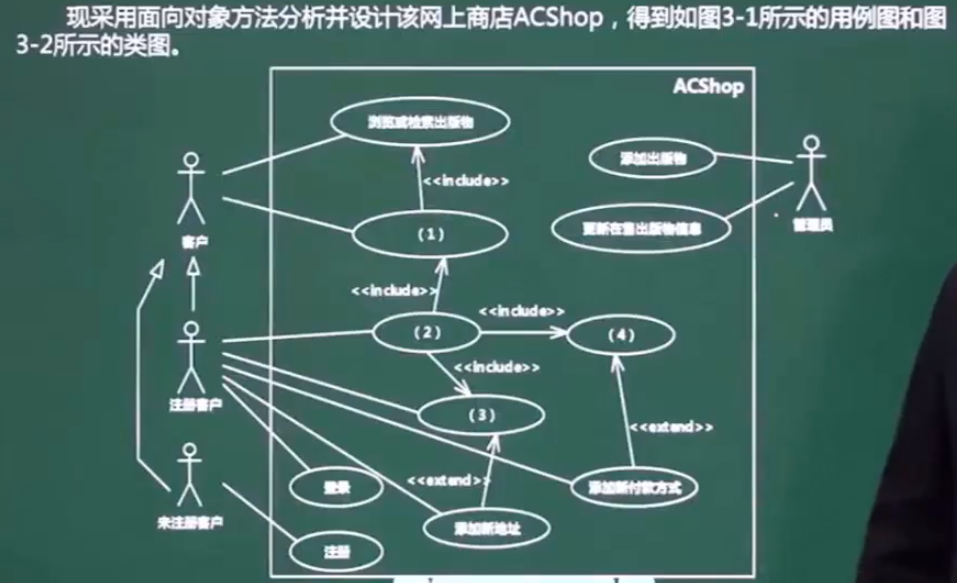 现采用面向对象方法分析并设计该网上商店ACShop，得到如图3-1所示的用例图和图
3-2所示的类图。
ACShop
浏览或检索出版物
添加出版物
<<include>>
客户
（1）
更新在售出版物信息
管理员
<<include>>
<<include>>
（2）
（4）
<<include>>
注册客户
（3）
<<extend>>
<<extend>>
登录
添加新付款方式
未注册客户
添加新地址
注册